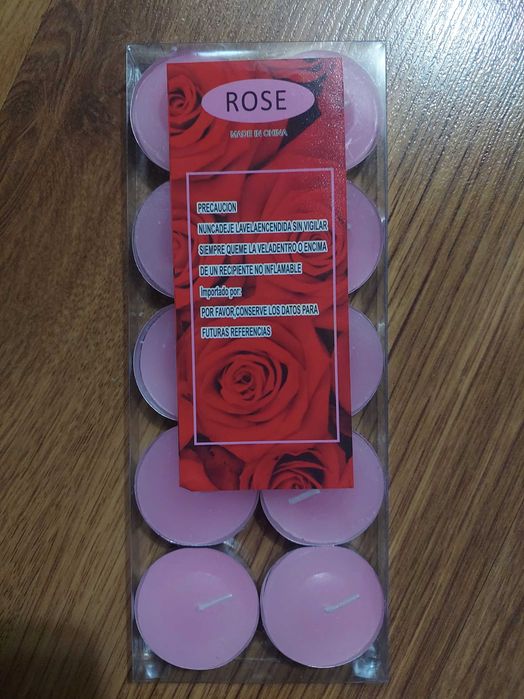 ROSE
MADE IN CHINA
PRECAUCION
NUNCADEJE LAVELAENCENDIDA SIN VIGILAR
SIEMPRE QUEME LA VELADENTRO O ENCIMA
DE UN RECIPIENTE NO INFLAMABLE
Importado por:
POR FAVOR,CONSERVE LOS DATOS PARA
FUTURAS REFERENCIAS